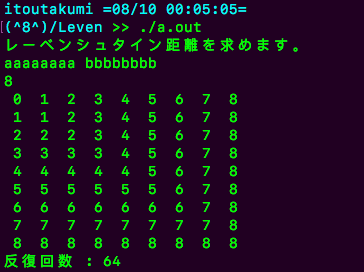 itoutakumi =08/10 00:05:05=
(^8^)/Leven >> ./a.out
レーベンシュタイン距離を求めます。
aaaaaaaa bbbbbbbb
8
0 1 2 3 4 5 6 7 8
1 1 2 3 4 5 6 7 8
2 2 2 3 4 5 6 7 8
3 3 3 3 4 5 6 7 8
4 4 4 4 4 5 6 7 8
5 5 5 5 5 5 6 7 8
6 6 6 6 6 6 6 7 8
7 7 7 7 7 7 7 7 8
8 8 8 8 8 8 8 8 8
反復回数 : 64